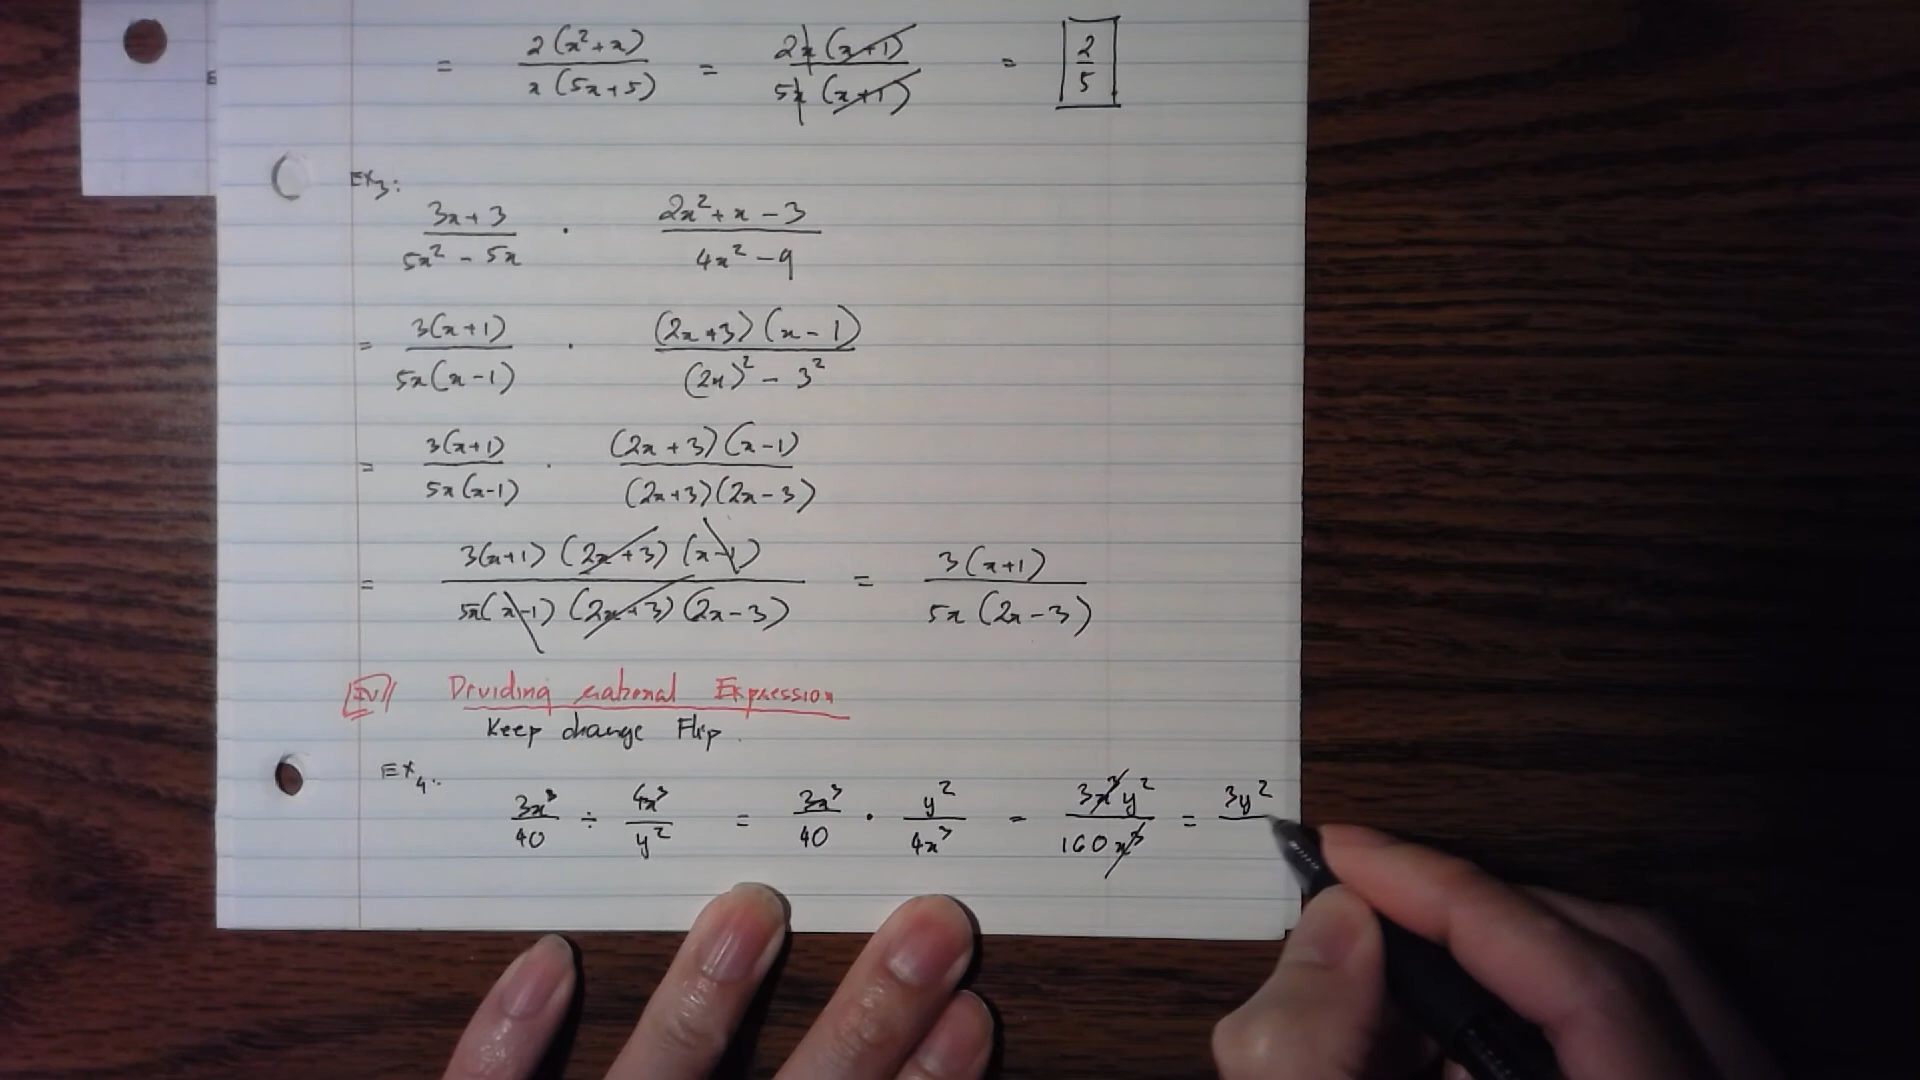 = 2(x²+x) / x(5x+5) = 2x(x+1) / 5x(x+1) = 2/5
E
Ex3:
3x+3 / 5x² - 5x · 2x²+x-3 / 4x²-9
= 3(x+1) / 5x(x-1) · (2x+3)(x-1) / (2x)² - 3²
= 3(x+1) / 5x(x-1) · (2x+3)(x-1) / (2x+3)(2x-3)
= 3(x+1)(2x+3)(x-1) / 5x(x-1)(2x+3)(2x-3) = 3(x+1) / 5x(2x-3)
IV Dividing rational Expression
Keep change Flip.
Ex4:
3x³/40 ÷ 4x³/y² = 3x³/40 · y²/4x³ = 3x³y²/160x³ = 3y²